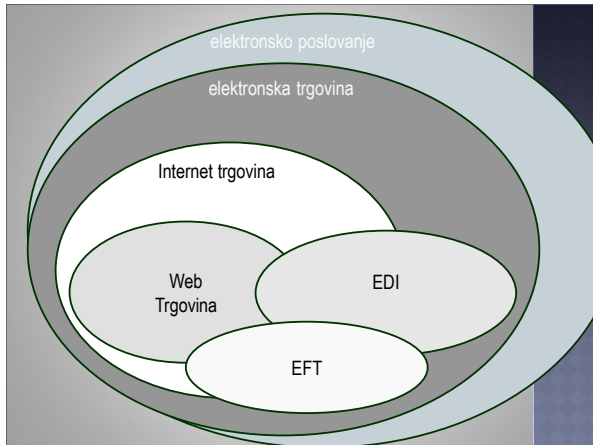 elektronsko poslovanje
elektronska trgovina
Internet trgovina
Web
Trgovina
EDI
EFT